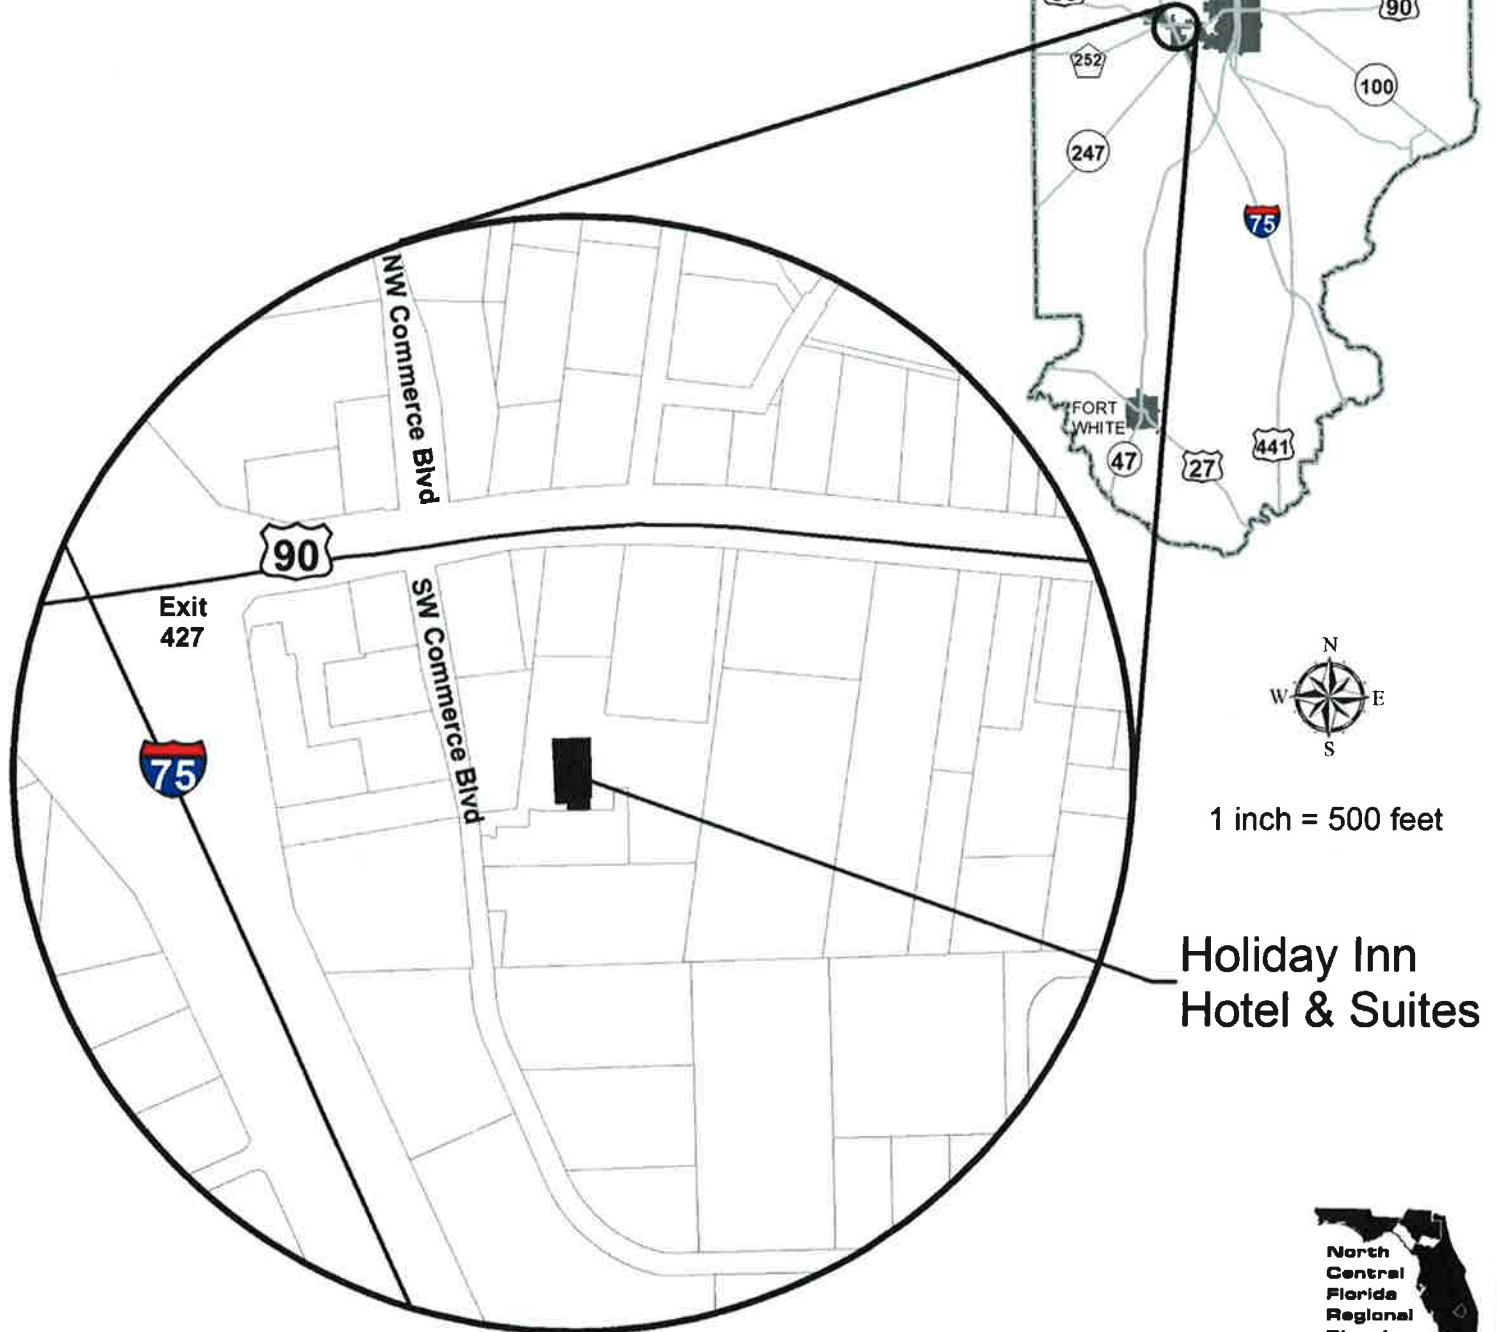 90
252
100
247
75
FORT
WHITE
47
27
441
NW Commerce Blvd
90
Exit
427
SW Commerce Blvd
75
N
W
E
S
1 inch = 500 feet
Holiday Inn
Hotel & Suites
North
Central
Florida
Regional